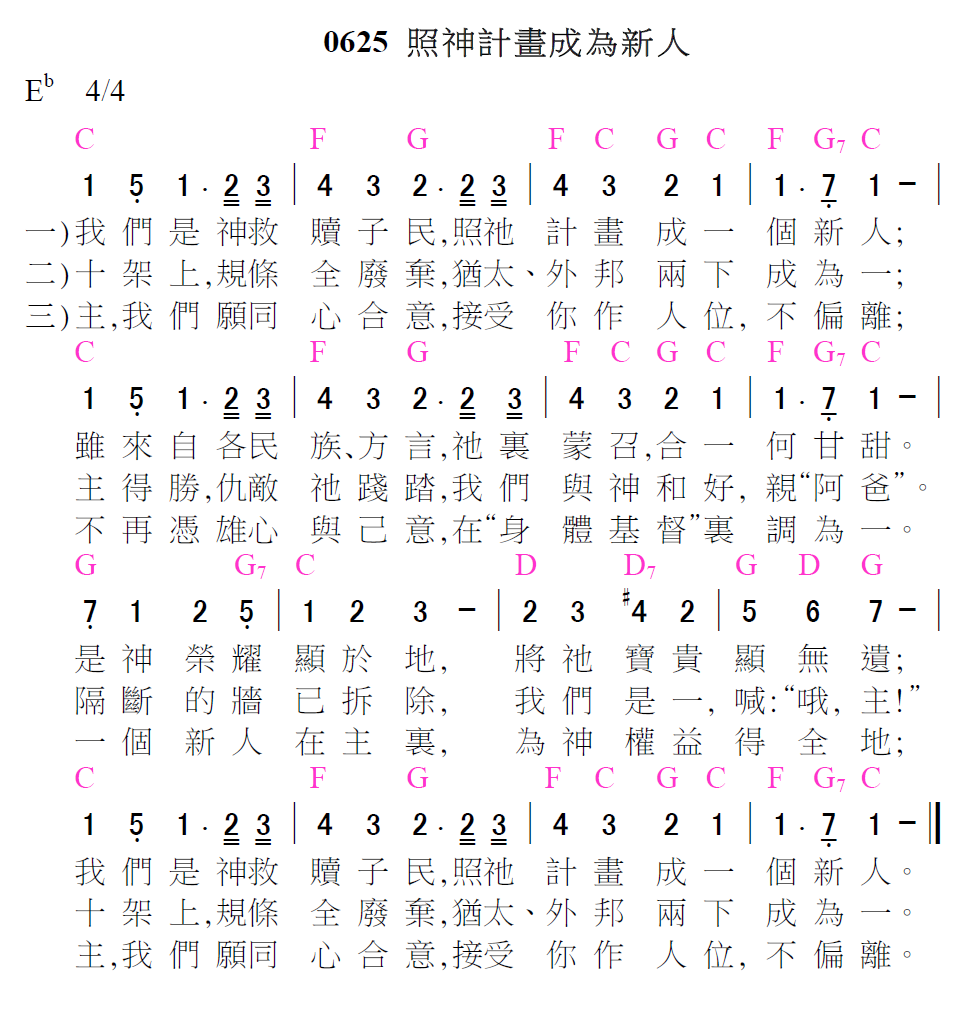 0625 照神計畫成為新人
E♭ 4/4
C F G F C G C F G₇ C
1 5̣ 1 · 2 3 | 4 3 2 · 2 3 | 4 3 2 1 | 1 · 7̣ 1 − |
一)我們是神救贖子民,照祂計畫成一個新人;
二)十架上,規條全廢棄,猶太、外邦兩下成為一;
三)主,我們願同心合意,接受你作人位,不偏離;
C F G F C G C F G₇ C
1 5̣ 1 · 2 3 | 4 3 2 · 2 3 | 4 3 2 1 | 1 · 7̣ 1 − |
雖來自各民族、方言,祂裏蒙召,合一何甘甜。
主得勝,仇敵祂踐踏,我們與神和好,親“阿爸”。
不再憑雄心與己意,在“身體基督”裏調為一。
G G₇ C D D₇ G D G
7̣ 1 2 5̣ | 1 2 3 − | 2 3 ♯4 2 | 5 6 7 − |
是神榮耀顯於地,將祂寶貴顯無遺;
隔斷的牆已拆除,我們是一,喊:“哦,主!”
一個新人在主裏,為神權益得全地;
C F G F C G C F G₇ C
1 5̣ 1 · 2 3 | 4 3 2 · 2 3 | 4 3 2 1 | 1 · 7̣ 1 − ‖
我們是神救贖子民,照祂計畫成一個新人。
十架上,規條全廢棄,猶太、外邦兩下成為一。
主,我們願同心合意,接受你作人位,不偏離。